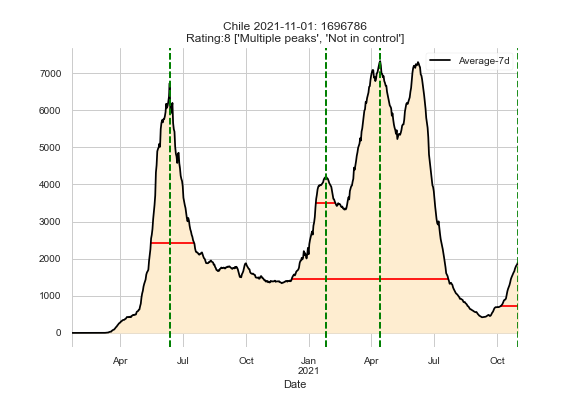 Chile 2021-11-01: 1696786
Rating:8 ['Multiple peaks', 'Not in control']
Average-7d
7000
6000
5000
4000
3000
2000
1000
0
Apr Jul Oct Jan Apr Jul Oct
2021
Date